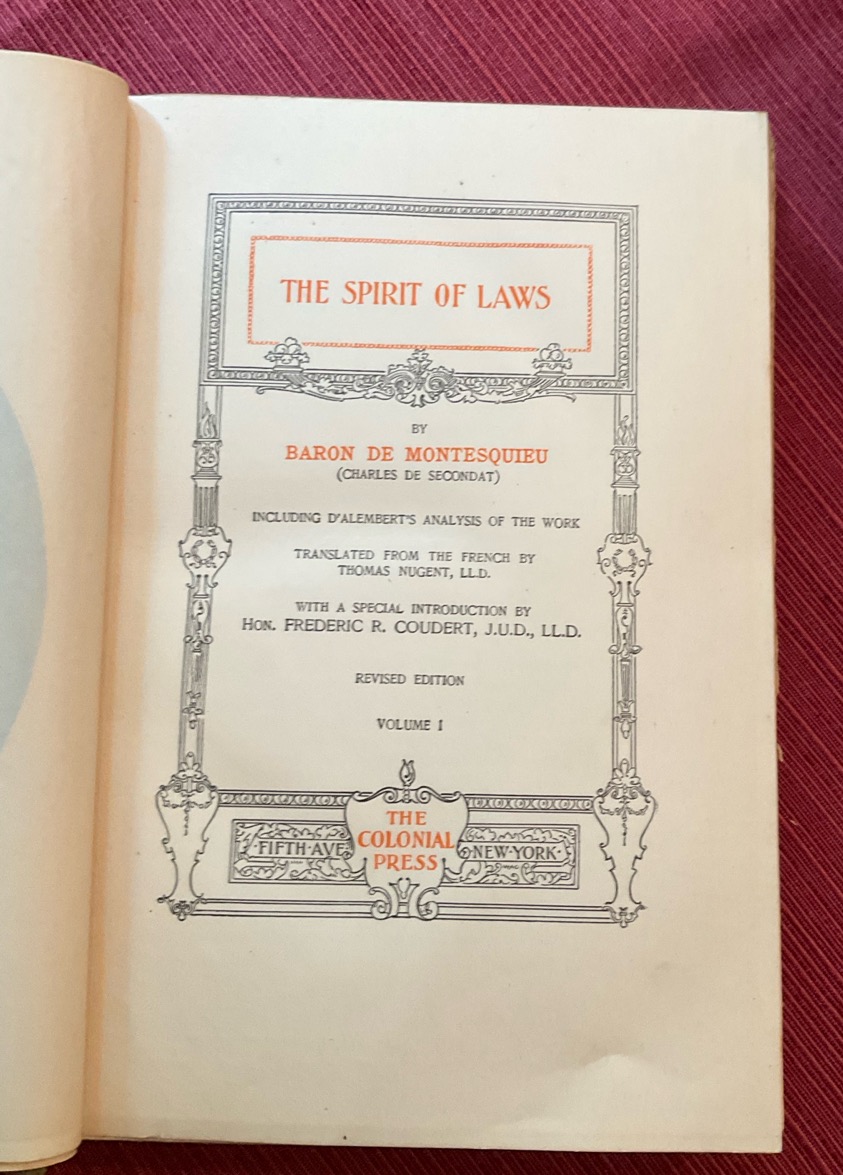 THE SPIRIT OF LAWS
BY
BARON DE MONTESQUIEU
(CHARLES DE SECONDAT)
INCLUDING D'ALEMBERT'S ANALYSIS OF THE WORK
TRANSLATED FROM THE FRENCH BY
THOMAS NUGENT, LL.D.
WITH A SPECIAL INTRODUCTION BY
HON. FREDERIC R. COUDERT, J.U.D., LL.D.
REVISED EDITION
VOLUME I
THE
COLONIAL
PRESS
·FIFTH·AVE· ·NEW·YORK·